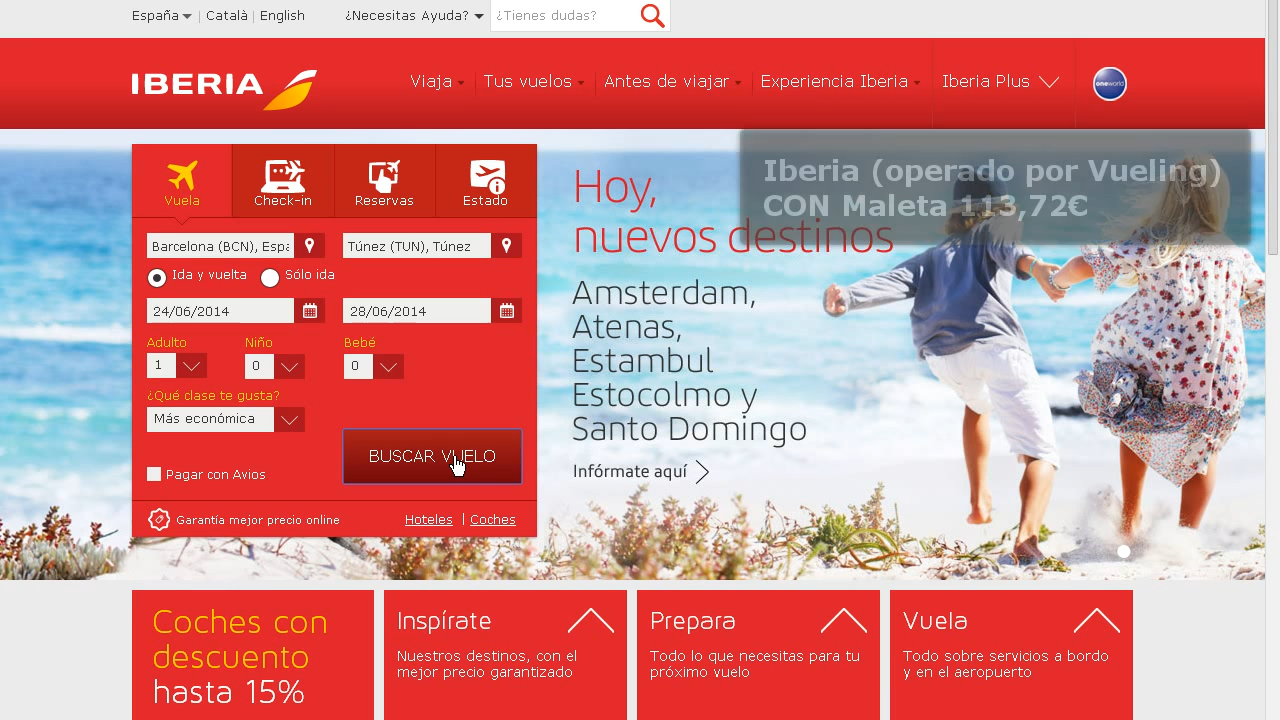 España | Català | English ¿Necesitas Ayuda? ¿Tienes dudas?
IBERIA
Viaja Tus vuelos Antes de viajar Experiencia Iberia Iberia Plus
oneworld
Vuela Check-in Reservas Estado
Barcelona (BCN), Espa Túnez (TUN), Túnez
Ida y vuelta Sólo ida
24/06/2014 28/06/2014
Adulto Niño Bebé
1 0 0
¿Qué clase te gusta?
Más económica
BUSCAR VUELO
Pagar con Avios
Garantía mejor precio online Hoteles | Coches
Iberia (operado por Vueling)
CON Maleta 113,72€
Hoy,
nuevos destinos
Amsterdam,
Atenas,
Estambul
Estocolmo y
Santo Domingo
Infórmate aquí
Coches con
descuento
hasta 15%
Inspírate
Nuestros destinos, con el
mejor precio garantizado
Prepara
Todo lo que necesitas para tu
próximo vuelo
Vuela
Todo sobre servicios a bordo
y en el aeropuerto